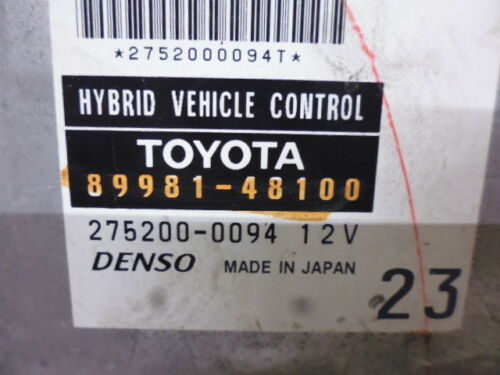 *2752000094T*
HYBRID VEHICLE CONTROL
TOYOTA
89981-48100
275200-0094 12V
DENSO MADE IN JAPAN
23